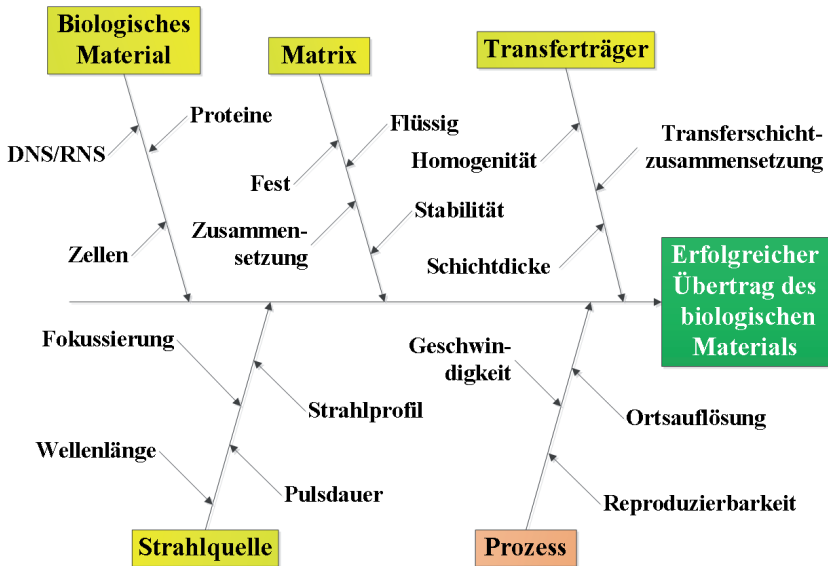 Biologisches
Material
Matrix
Transferträger
Proteine
DNS/RNS
Zellen
Flüssig
Fest
Zusammen-
setzung
Stabilität
Homogenität
Transferschicht-
zusammensetzung
Schichtdicke
Erfolgreicher
Übertrag des
biologischen
Materials
Fokussierung
Strahlprofil
Wellenlänge
Pulsdauer
Strahlquelle
Geschwin-
digkeit
Ortsauflösung
Reproduzierbarkeit
Prozess